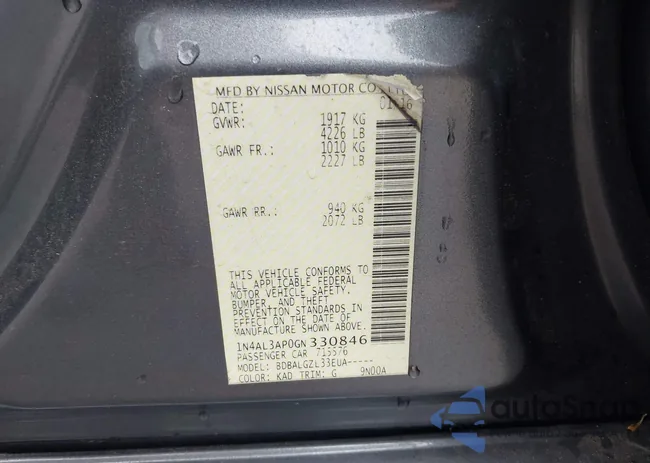 MFD BY NISSAN MOTOR CO., LT
DATE: 01 16
GVWR: 1917 KG
4226 LB
GAWR FR.: 1010 KG
2227 LB
GAWR RR.: 940 KG
2072 LB
THIS VEHICLE CONFORMS TO
ALL APPLICABLE FEDERAL
MOTOR VEHICLE SAFETY,
BUMPER, AND THEFT
PREVENTION STANDARDS IN
EFFECT ON THE DATE OF
MANUFACTURE SHOWN ABOVE.
1N4AL3AP0GN330846
PASSENGER CAR 713576
MODEL: BDBALGZL33EUA-----
COLOR: KAD TRIM: G 9N00A
autoSnap